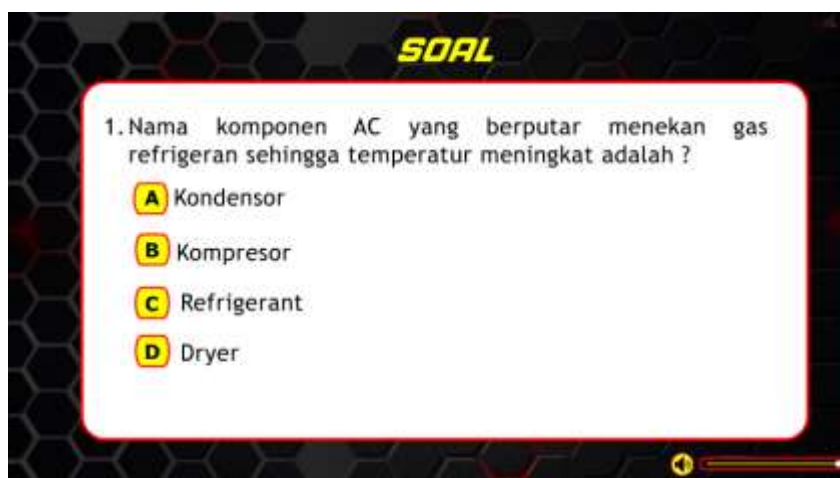 SOAL
1. Nama komponen AC yang berputar menekan gas
refrigeran sehingga temperatur meningkat adalah ?
A Kondensor
B Kompresor
C Refrigerant
D Dryer